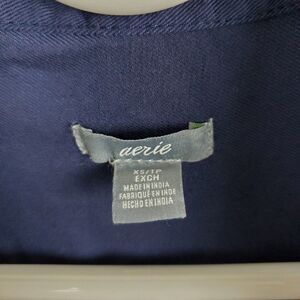 aerie
XS/TP
EXCH
MADE IN INDIA
FABRIQUÉ EN INDE
HECHO EN INDIA